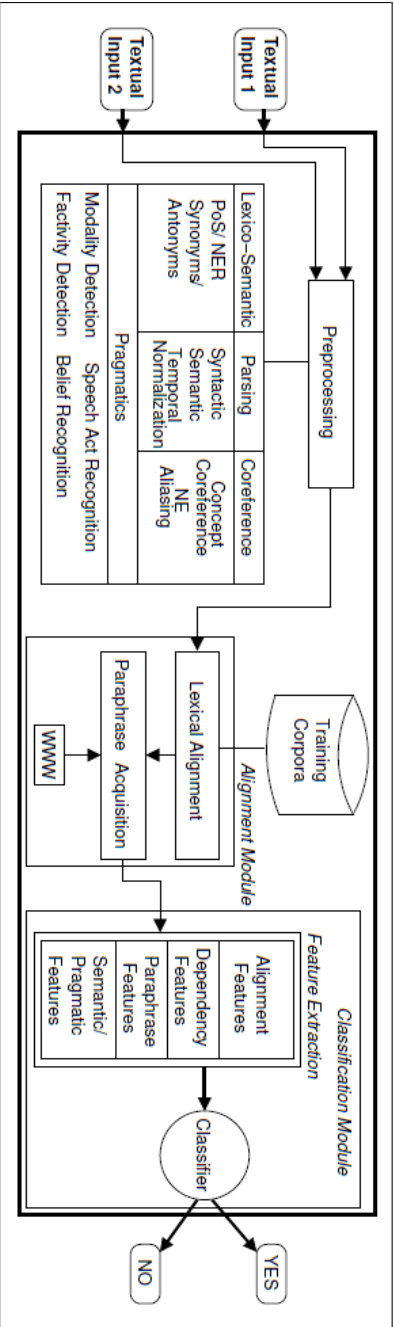 Textual
Input 1
Textual
Input 2
Preprocessing
Lexico-Semantic
Parsing
Coreference
PoS/ NER
Synonyms/
Antonyms
Syntactic
Semantic
Temporal
Normalization
Concept
Coreference
NE
Aliasing
Pragmatics
Modality Detection
Speech Act Recognition
Factivity Detection
Belief Recognition
Training
Corpora
Alignment Module
Lexical Alignment
Paraphrase Acquisition
WWW
Classification Module
Feature Extraction
Alignment
Features
Dependency
Features
Paraphrase
Features
Semantic/
Pragmatic
Features
Classifier
YES
NO